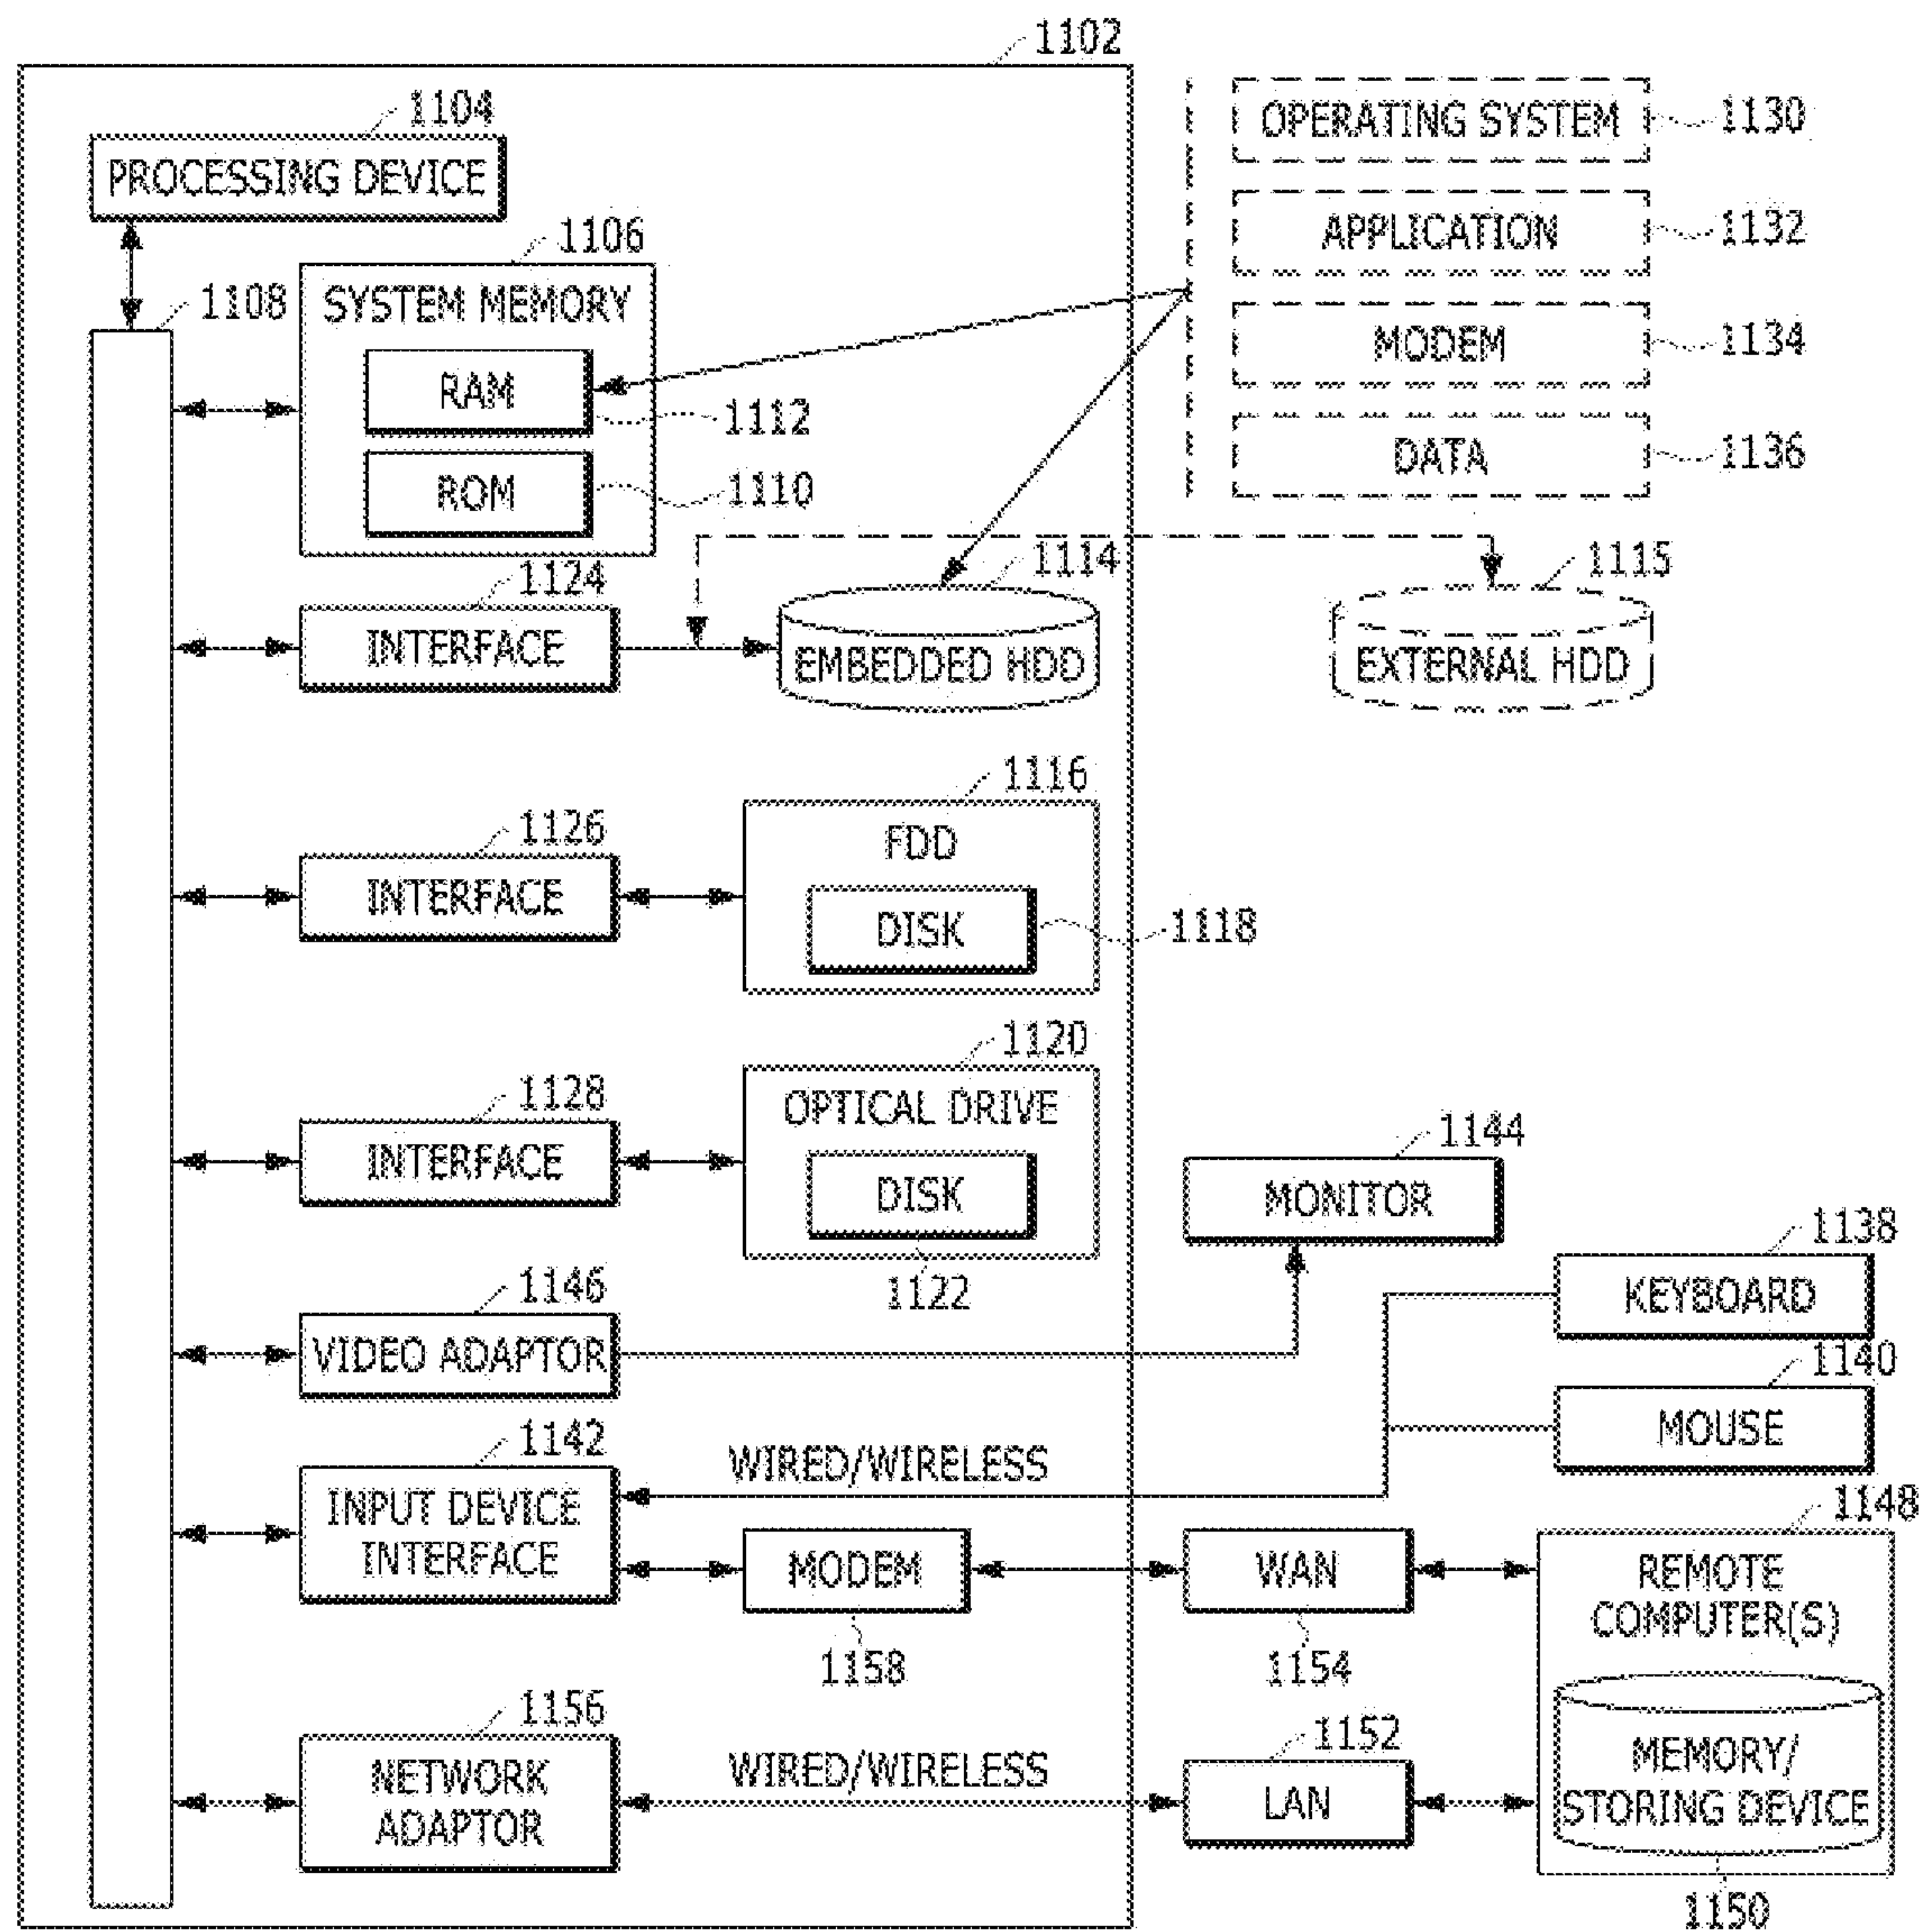 1102
1104
PROCESSING DEVICE
OPERATING SYSTEM
1130
APPLICATION
1132
MODEM
1134
DATA
1136
1106
SYSTEM MEMORY
1108
RAM
1112
ROM
1110
1124
INTERFACE
1114
EMBEDDED HDD
1115
EXTERNAL HDD
1116
FDD
1126
INTERFACE
DISK
1118
1120
OPTICAL DRIVE
1128
INTERFACE
DISK
1122
1144
MONITOR
1138
KEYBOARD
1146
VIDEO ADAPTOR
1140
MOUSE
1142
INPUT DEVICE
INTERFACE
WIRED/WIRELESS
MODEM
1158
WAN
1154
1148
REMOTE
COMPUTER(S)
1156
NETWORK
ADAPTOR
WIRED/WIRELESS
1152
LAN
MEMORY/
STORING DEVICE
1150